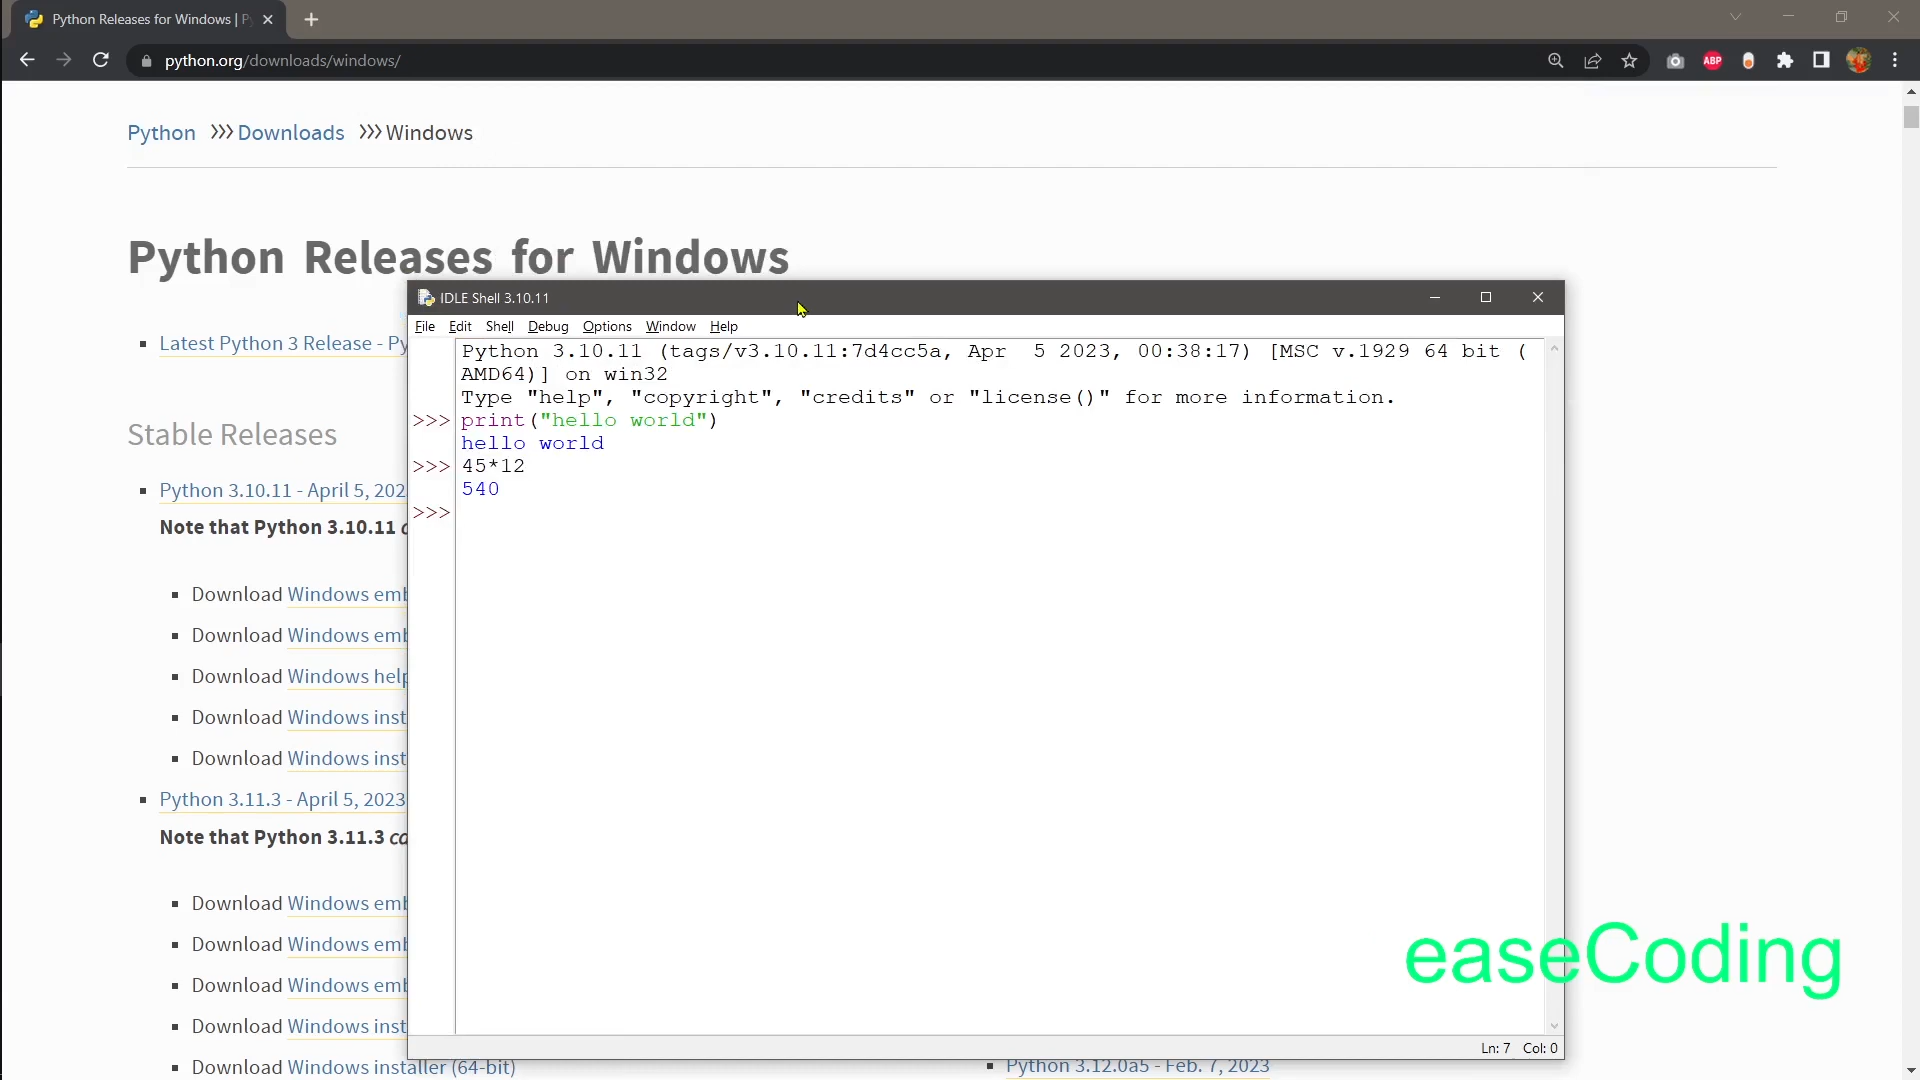 Python Releases for Windows | P
python.org/downloads/windows/
ABP
Python >>> Downloads >>> Windows
Python Releases for Windows
Latest Python 3 Release - Py
Stable Releases
Python 3.10.11 - April 5, 202
Note that Python 3.10.11 c
Download Windows emb
Download Windows emb
Download Windows help
Download Windows inst
Download Windows inst
Python 3.11.3 - April 5, 2023
Note that Python 3.11.3 ca
Download Windows emb
Download Windows emb
Download Windows emb
Download Windows inst
Download Windows installer (64-bit)
Python 3.12.0a5 - Feb. 7, 2023
IDLE Shell 3.10.11
File Edit Shell Debug Options Window Help
Python 3.10.11 (tags/v3.10.11:7d4cc5a, Apr  5 2023, 00:38:17) [MSC v.1929 64 bit (
AMD64)] on win32
Type "help", "copyright", "credits" or "license()" for more information.
>>> print("hello world")
hello world
>>> 45*12
540
>>>
Ln: 7 Col: 0
easeCoding